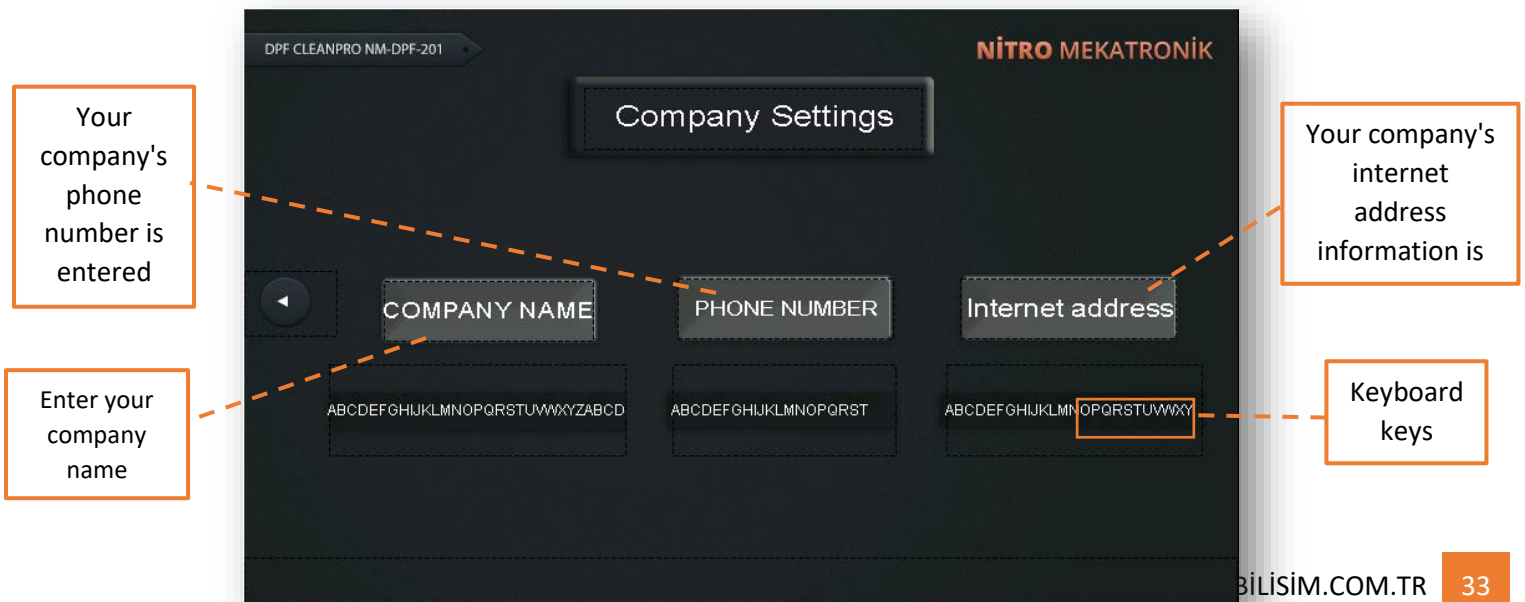 DPF CLEANPRO NM-DPF-201
NİTRO MEKATRONİK
Company Settings
Your
company's
phone
number is
entered
Your company's
internet
address
information is
COMPANY NAME
PHONE NUMBER
Internet address
Enter your
company
name
ABCDEFGHIJKLMNOPQRSTUVWXYZABCD
ABCDEFGHIJKLMNOPQRST
ABCDEFGHIJKLMNOPQRSTUVWXY
Keyboard
keys
BİLİSİM.COM.TR
33